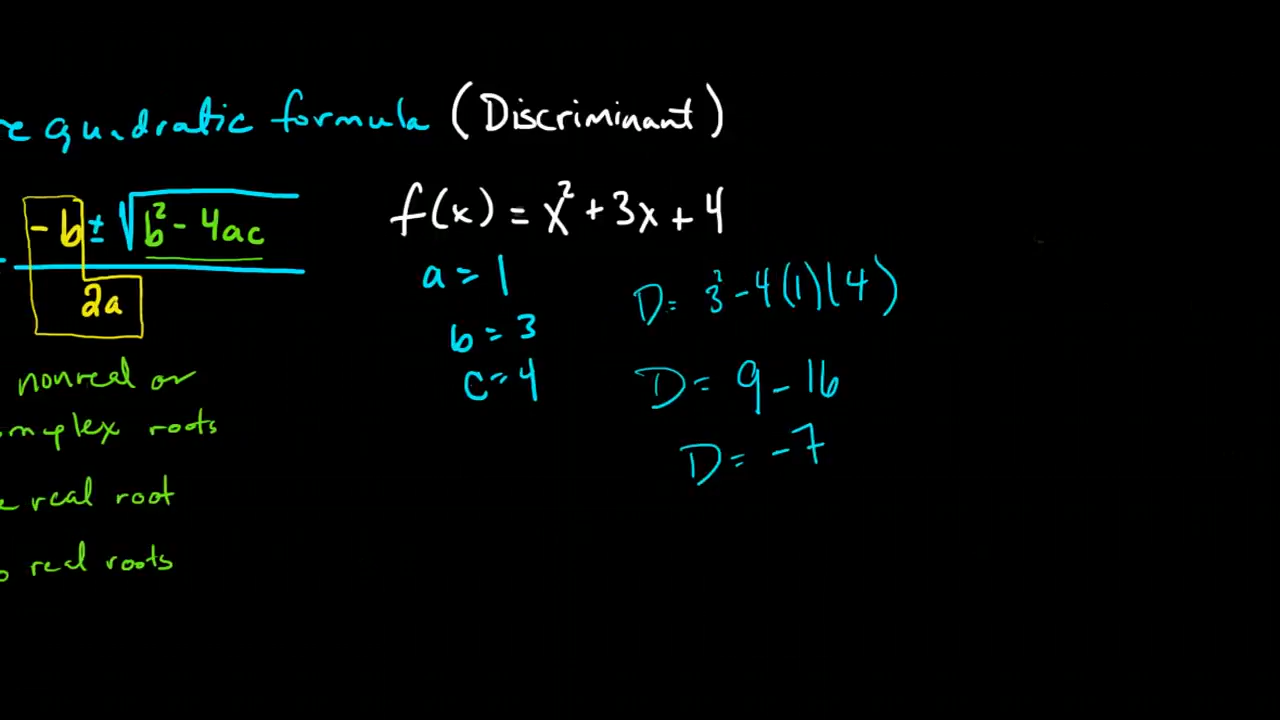 quadratic formula (Discriminant)
-b ± √b² - 4ac
2a
nonreal or
complex roots
real root
real roots
f(x) = x² + 3x + 4
a = 1
b = 3
c = 4
D = 3² - 4(1)(4)
D = 9 - 16
D = -7